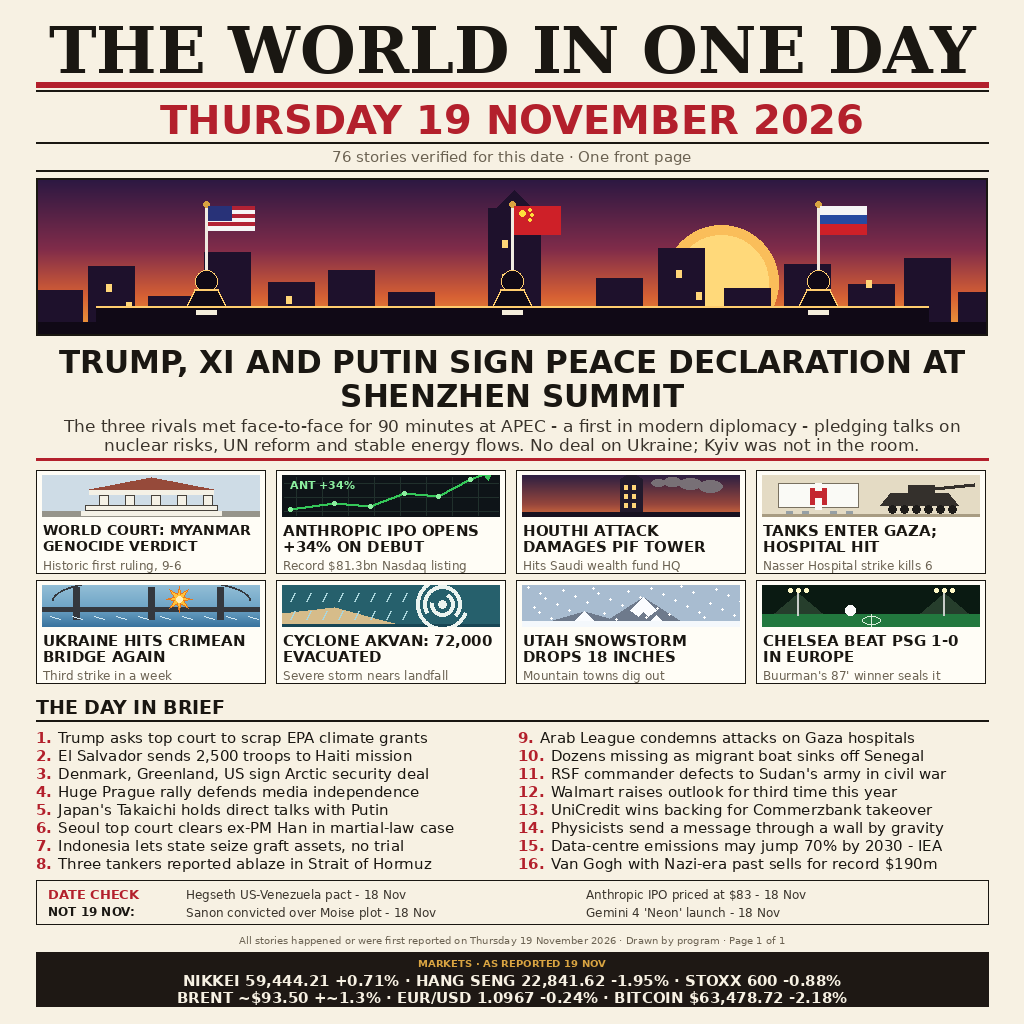 THE WORLD IN ONE DAY
THURSDAY 19 NOVEMBER 2026
76 stories verified for this date · One front page
TRUMP, XI AND PUTIN SIGN PEACE DECLARATION AT
SHENZHEN SUMMIT
The three rivals met face-to-face for 90 minutes at APEC - a first in modern diplomacy - pledging talks on
nuclear risks, UN reform and stable energy flows. No deal on Ukraine; Kyiv was not in the room.
WORLD COURT: MYANMAR
GENOCIDE VERDICT
Historic first ruling, 9-6
ANT +34%
ANTHROPIC IPO OPENS
+34% ON DEBUT
Record $81.3bn Nasdaq listing
HOUTHI ATTACK
DAMAGES PIF TOWER
Hits Saudi wealth fund HQ
H
TANKS ENTER GAZA;
HOSPITAL HIT
Nasser Hospital strike kills 6
UKRAINE HITS CRIMEAN
BRIDGE AGAIN
Third strike in a week
CYCLONE AKVAN: 72,000
EVACUATED
Severe storm nears landfall
UTAH SNOWSTORM
DROPS 18 INCHES
Mountain towns dig out
CHELSEA BEAT PSG 1-0
IN EUROPE
Buurman's 87' winner seals it
THE DAY IN BRIEF
1. Trump asks top court to scrap EPA climate grants
2. El Salvador sends 2,500 troops to Haiti mission
3. Denmark, Greenland, US sign Arctic security deal
4. Huge Prague rally defends media independence
5. Japan's Takaichi holds direct talks with Putin
6. Seoul top court clears ex-PM Han in martial-law case
7. Indonesia lets state seize graft assets, no trial
8. Three tankers reported ablaze in Strait of Hormuz
9. Arab League condemns attacks on Gaza hospitals
10. Dozens missing as migrant boat sinks off Senegal
11. RSF commander defects to Sudan's army in civil war
12. Walmart raises outlook for third time this year
13. UniCredit wins backing for Commerzbank takeover
14. Physicists send a message through a wall by gravity
15. Data-centre emissions may jump 70% by 2030 - IEA
16. Van Gogh with Nazi-era past sells for record $190m
DATE CHECK
NOT 19 NOV:
Hegseth US-Venezuela pact - 18 Nov
Sanon convicted over Moise plot - 18 Nov
Anthropic IPO priced at $83 - 18 Nov
Gemini 4 'Neon' launch - 18 Nov
All stories happened or were first reported on Thursday 19 November 2026 · Drawn by program · Page 1 of 1
MARKETS · AS REPORTED 19 NOV
NIKKEI 59,444.21 +0.71% · HANG SENG 22,841.62 -1.95% · STOXX 600 -0.88%
BRENT ~$93.50 +~1.3% · EUR/USD 1.0967 -0.24% · BITCOIN $63,478.72 -2.18%